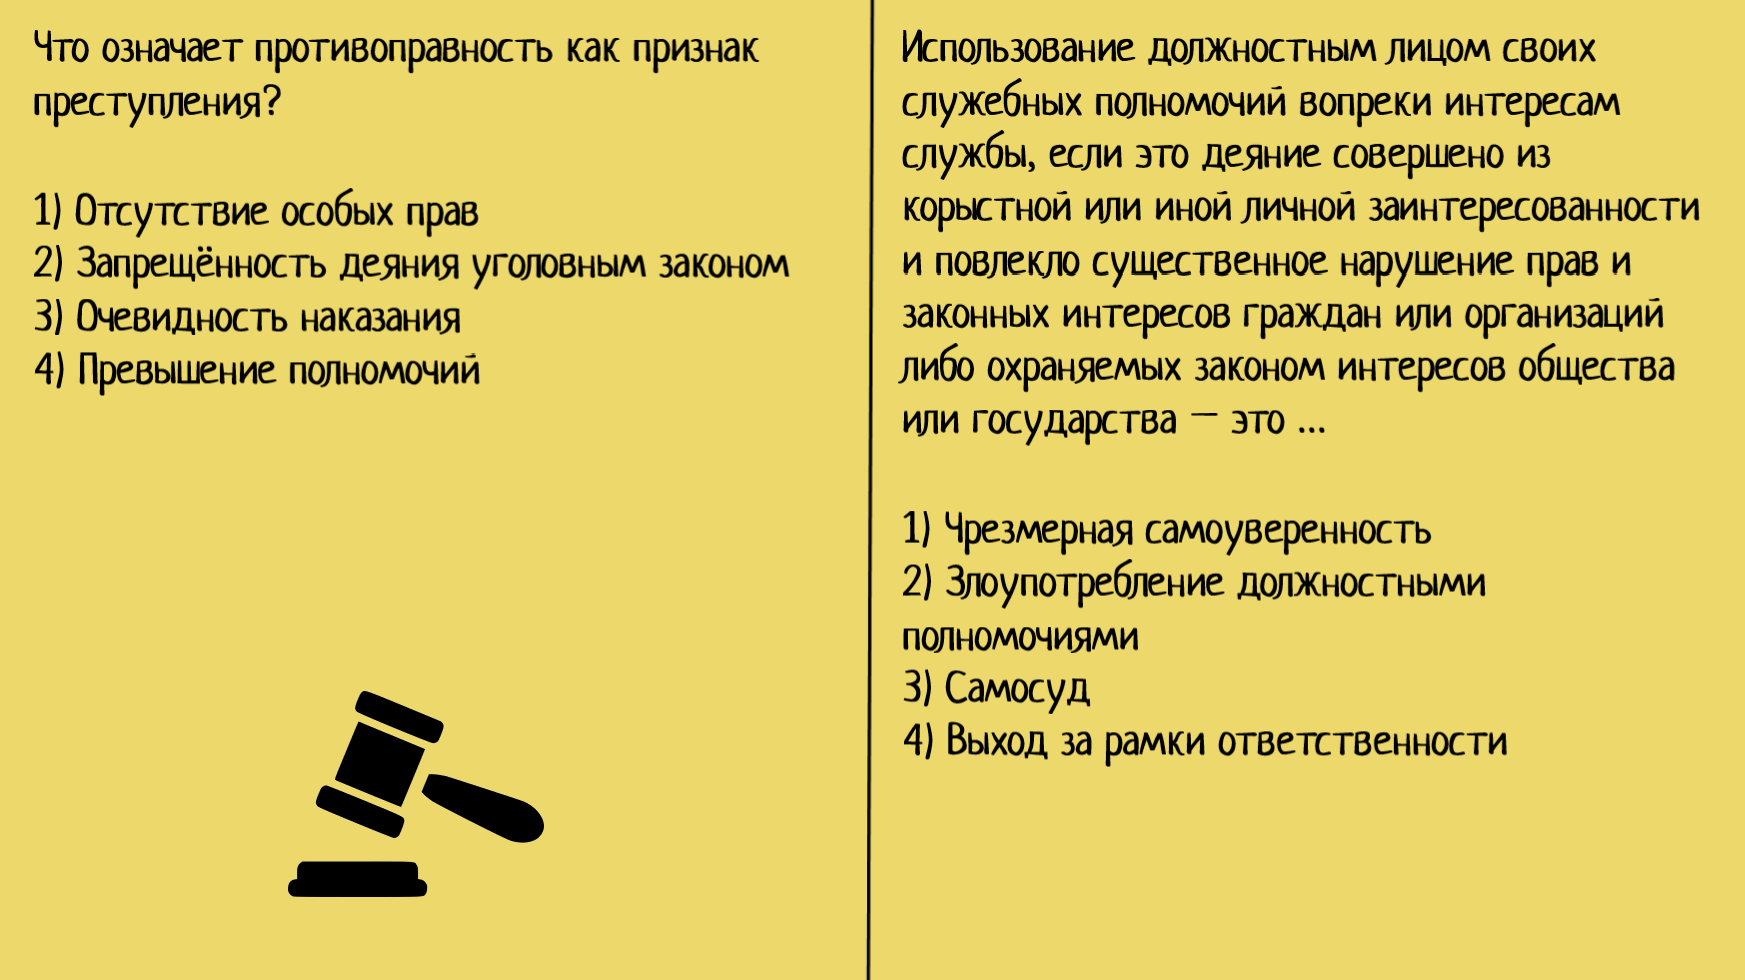 Что означает противоправность как признак
преступления?
1) Отсутствие особых прав
2) Запрещённость деяния уголовным законом
3) Очевидность наказания
4) Превышение полномочий
Использование должностным лицом своих
служебных полномочий вопреки интересам
службы, если это деяние совершено из
корыстной или иной личной заинтересованности
и повлекло существенное нарушение прав и
законных интересов граждан или организаций
либо охраняемых законом интересов общества
или государства — это ...
1) Чрезмерная самоуверенность
2) Злоупотребление должностными
полномочиями
3) Самосуд
4) Выход за рамки ответственности